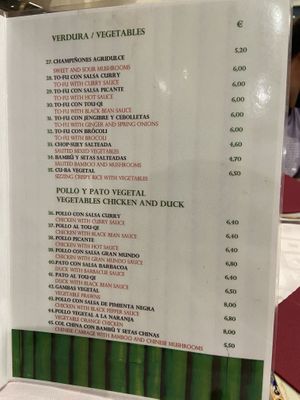 VERDURA / VEGETABLES
€
27. CHAMPIÑONES AGRIDULCE 5,20
SWEET AND SOUR MUSHROOMS
28. TO-FU CON SALSA CURRY 6,00
TO-FU WITH CURRY SAUCE
29. TO-FU CON SALSA PICANTE 6,00
TO-FU WITH HOT SAUCE
30. TO-FU CON TOU-QI 6,00
TO-FU WITH BLACK BEAN SAUCE
31. TO-FU CON JENGIBRE Y CEBOLLETAS 6,00
TO-FU WITH GINGER AND SPRING ONIONS
32. TO-FU CON BRÓCOLI 6,00
TO-FU WITH BROCOLI
33. CHOP-SUEY SALTEADA 4,60
SAUTED MIXED VEGETABLES
34. BAMBÚ Y SETAS SALTEADAS 4,70
SAUTED BAMBOO AND MUSHROOMS
35. CU-BA VEGETAL 6,50
SIZZING CRISPY RICE WITH VEGETABLES
POLLO Y PATO VEGETAL
VEGETABLES CHICKEN AND DUCK
36. POLLO CON SALSA CURRY
CHICKEN WITH CURRY SAUCE 6,40
37. POLLO AL TOU-QI
CHICKEN WITH BLACK BEAN SAUCE 6,40
38. POLLO PICANTE
CHICKEN WITH HOT SAUCE 6,40
39. POLLO CON SALSA GRAN MUNDO
CHICKEN WITH GRAN MUNDO SAUCE 6,40
40. PATO CON SALSA BARBACOA
DUCK WITH BARBACUE SAUCE 6,80
41. PATO AL TOU QI
DUCK WITH BLACK BEAN SAUCE 6,80
42. GAMBAS VEGETAL
VEGETABLE PRAWNS 8,00
43. POLLO CON SALSA DE PIMIENTA NEGRA
CHICKEN WITH BLACK PEPPER SAUCE 6,80
44. POLLO VEGETAL A LA NARANJA
VEGETABLE ORANGE CHICKEN 8,00
45. COL CHINA CON BAMBÚ Y SETAS CHINAS
CHINESE CABBAGE WITH BAMBOO AND CHINESE MUSHROOMS 5,50